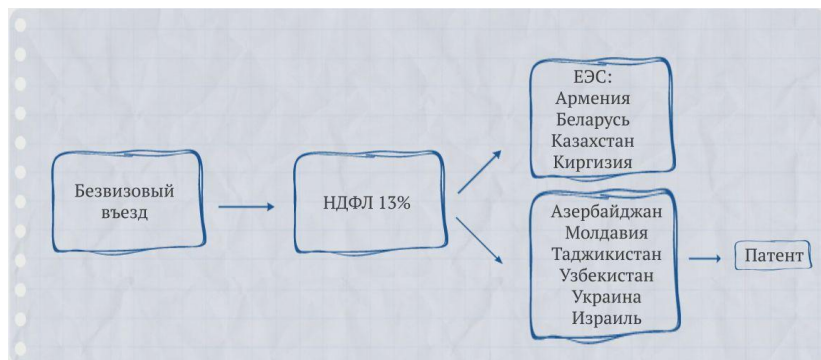 Безвизовый
въезд
НДФЛ 13%
ЕЭС:
Армения
Беларусь
Казахстан
Киргизия
Азербайджан
Молдавия
Таджикистан
Узбекистан
Украина
Израиль
Патент